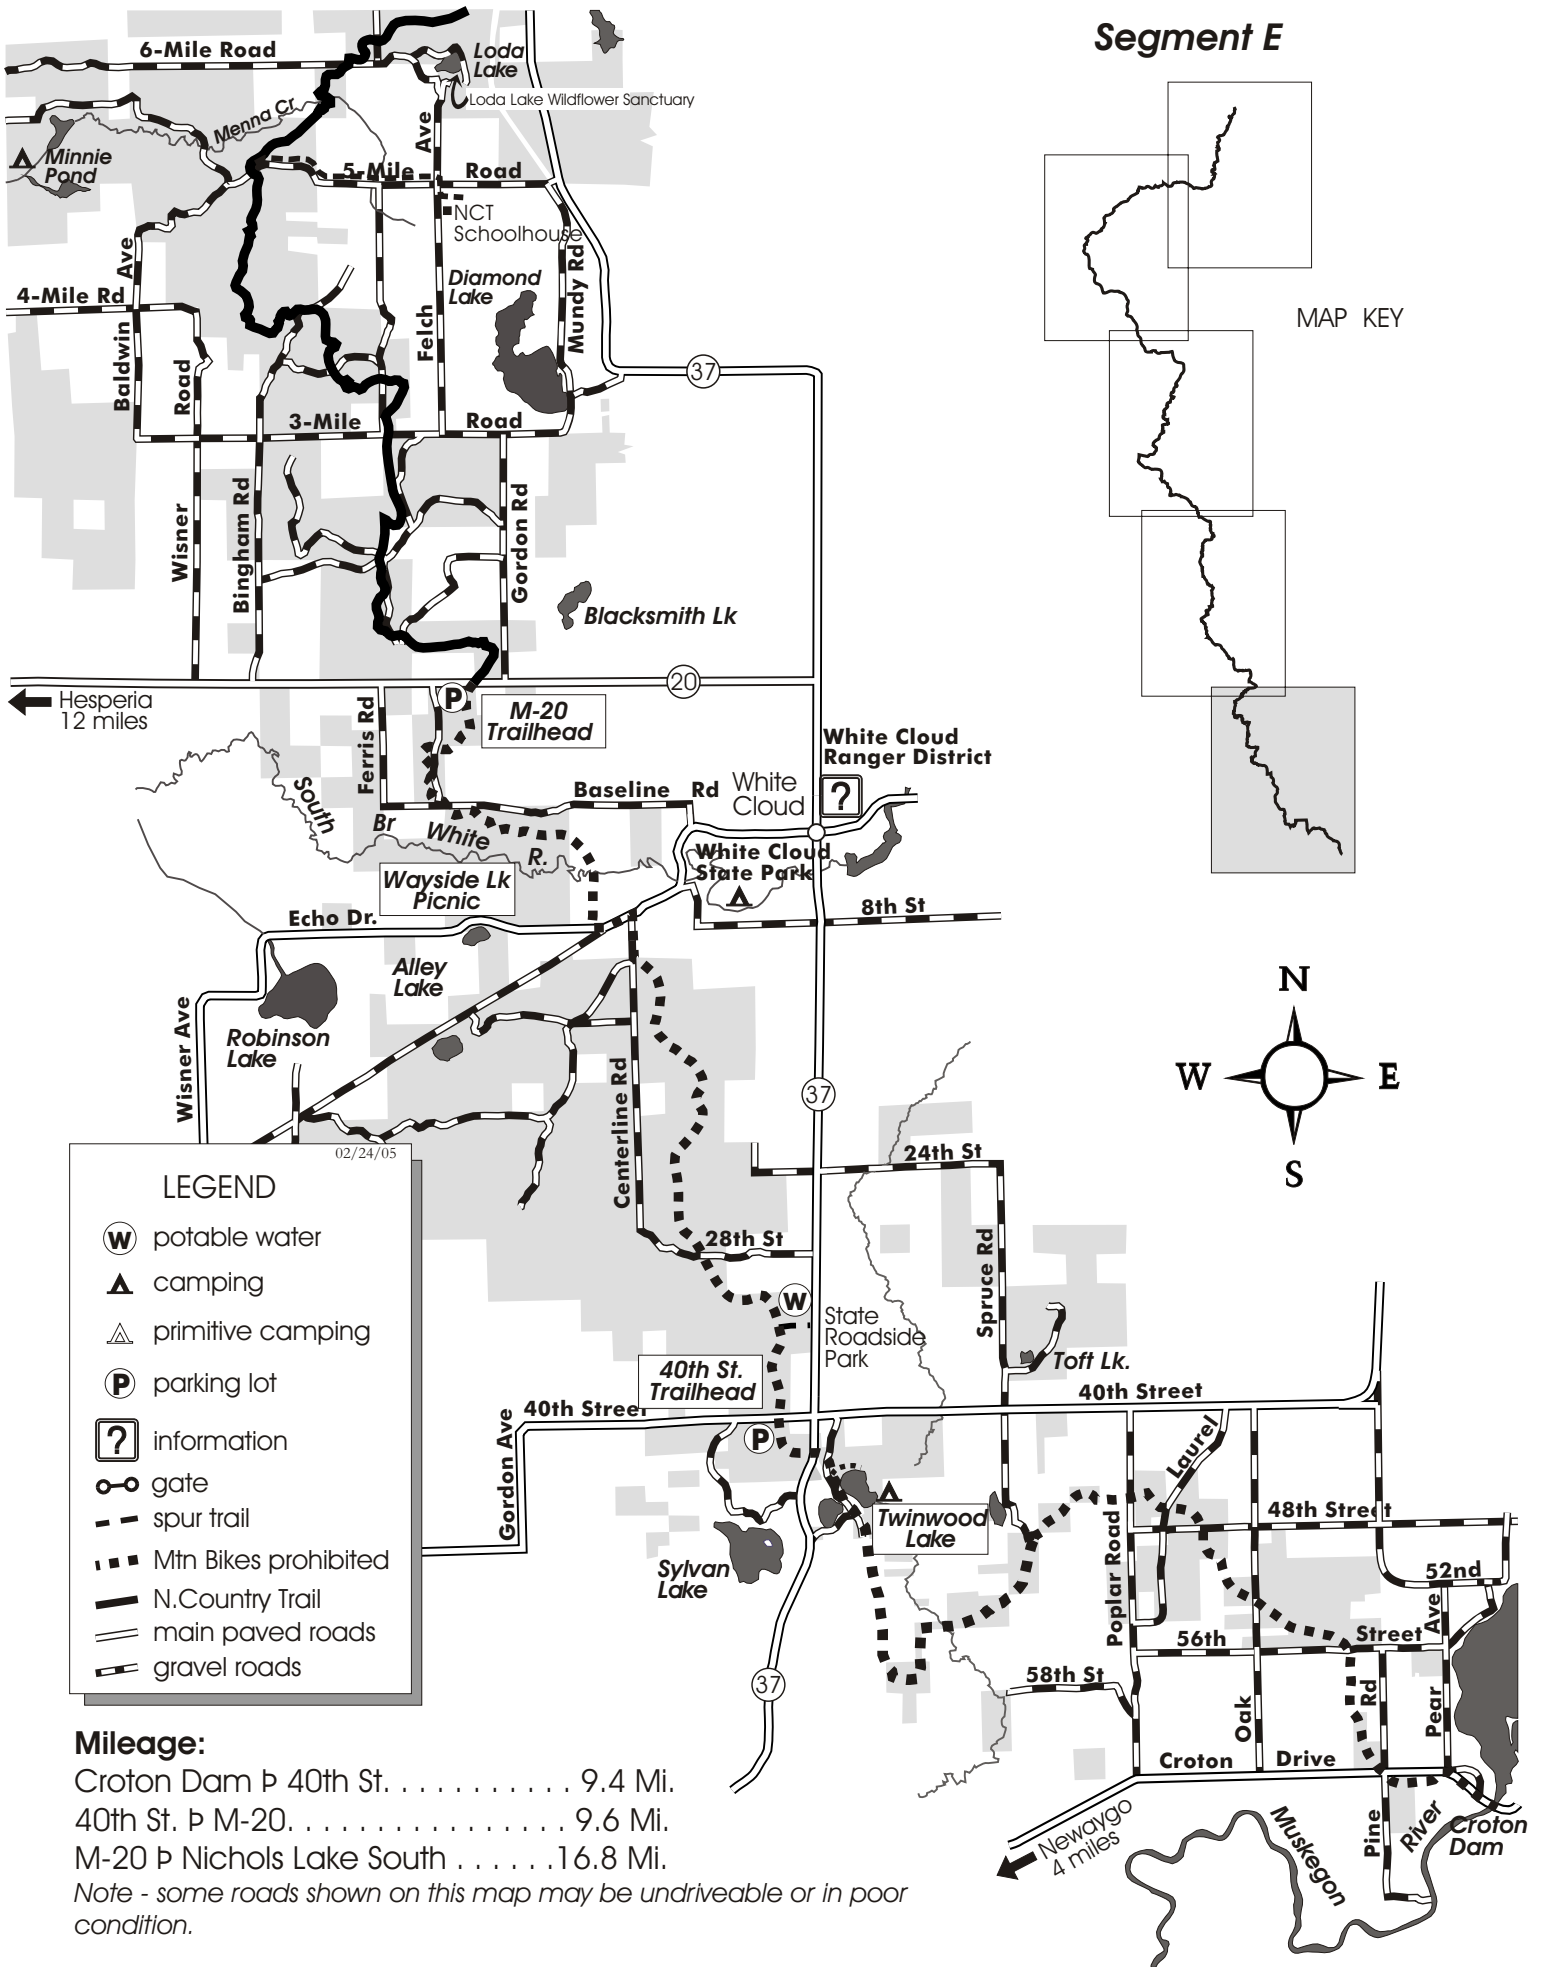 Segment E
6-Mile Road
Loda
Lake
Loda Lake Wildflower Sanctuary
Menna Cr
Ave
Minnie
Pond
5-Mile
Road
NCT
Schoolhouse
Ave
Mundy Rd
Diamond
Lake
4-Mile Rd
MAP KEY
Felch
Baldwin
Road
37
3-Mile
Road
Wisner
Bingham Rd
Gordon Rd
Blacksmith Lk
20
Hesperia
12 miles
P
M-20
Trailhead
Ferris Rd
White Cloud
Ranger District
South
Baseline Rd
White
Cloud
?
Br
White
R.
White Cloud
State Park
Wayside Lk
Picnic
Echo Dr.
8th St
Alley
Lake
N
Robinson
Lake
Wisner Ave
W
E
S
Centerline Rd
37
24th St
28th St
Spruce Rd
W
State
Roadside
Park
Toft Lk.
40th St.
Trailhead
40th Street
40th Street
Gordon Ave
P
Laurel
Twinwood
Lake
48th Street
Poplar Road
Sylvan
Lake
52nd
Ave
56th
Street
58th St
Rd
Oak
Pear
37
Croton
Drive
Newaygo
4 miles
Muskegon
Pine
River
Croton
Dam
02/24/05
LEGEND
W potable water
camping
primitive camping
P parking lot
? information
gate
spur trail
Mtn Bikes prohibited
N.Country Trail
main paved roads
gravel roads
Mileage:
Croton Dam Þ 40th St. . . . . . . . . . . . 9.4 Mi.
40th St. Þ M-20. . . . . . . . . . . . . . . . 9.6 Mi.
M-20 Þ Nichols Lake South . . . . . .16.8 Mi.
Note - some roads shown on this map may be undriveable or in poor
condition.